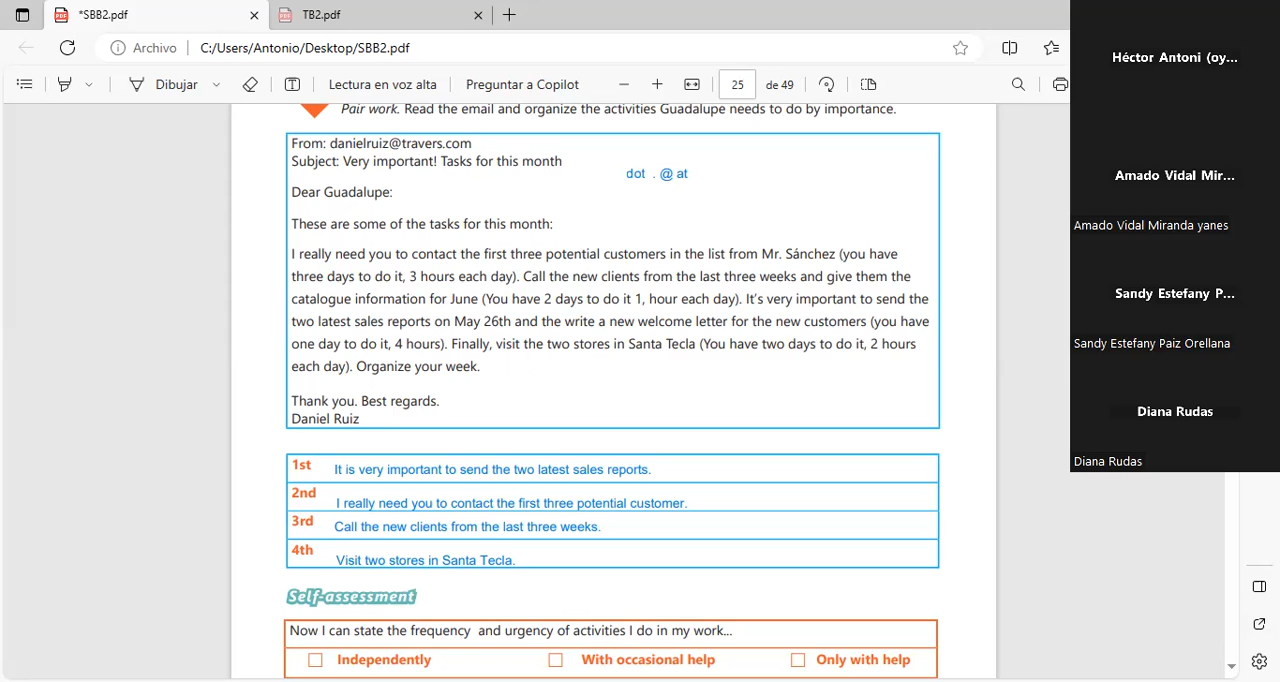 *SBB2.pdf
TB2.pdf
Archivo
C:/Users/Antonio/Desktop/SBB2.pdf
Dibujar
Lectura en voz alta
Preguntar a Copilot
25
de 49
Pair work. Read the email and organize the activities Guadalupe needs to do by importance.
From: danielruiz@travers.com
Subject: Very important! Tasks for this month
dot . @ at
Dear Guadalupe:
These are some of the tasks for this month:
I really need you to contact the first three potential customers in the list from Mr. Sánchez (you have
three days to do it, 3 hours each day). Call the new clients from the last three weeks and give them the
catalogue information for June (You have 2 days to do it 1, hour each day). It's very important to send the
two latest sales reports on May 26th and the write a new welcome letter for the new customers (you have
one day to do it, 4 hours). Finally, visit the two stores in Santa Tecla (You have two days to do it, 2 hours
each day). Organize your week.
Thank you. Best regards.
Daniel Ruiz
1st It is very important to send the two latest sales reports.
2nd I really need you to contact the first three potential customer.
3rd Call the new clients from the last three weeks.
4th Visit two stores in Santa Tecla.
Self-assessment
Now I can state the frequency and urgency of activities I do in my work...
Independently
With occasional help
Only with help
Héctor Antoni (oy...
Amado Vidal Mir...
Amado Vidal Miranda yanes
Sandy Estefany P...
Sandy Estefany Paiz Orellana
Diana Rudas
Diana Rudas